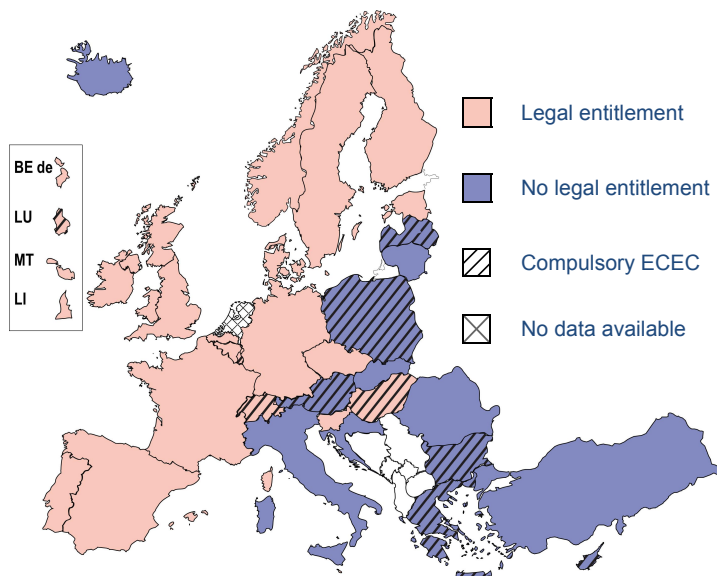 Legal entitlement
No legal entitlement
BE de
LU
Compulsory ECEC
MT
LI
No data available